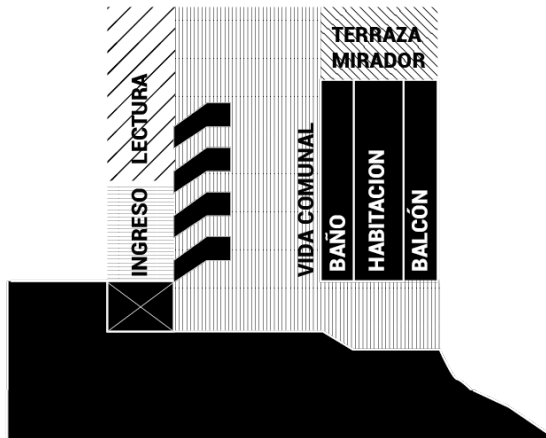 TERRAZA
MIRADOR
LECTURA
INGRESO
VIDA COMUNAL
BAÑO
HABITACION
BALCÓN